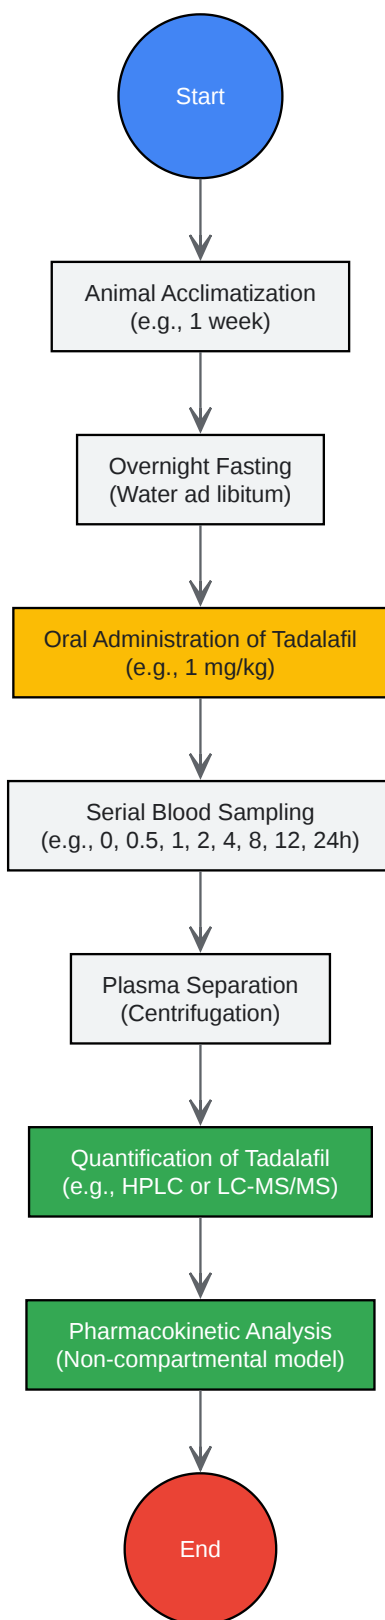 Start
Animal Acclimatization
(e.g., 1 week)
Overnight Fasting
(Water ad libitum)
Oral Administration of Tadalafil
(e.g., 1 mg/kg)
Serial Blood Sampling
(e.g., 0, 0.5, 1, 2, 4, 8, 12, 24h)
Plasma Separation
(Centrifugation)
Quantification of Tadalafil
(e.g., HPLC or LC-MS/MS)
Pharmacokinetic Analysis
(Non-compartmental model)
End